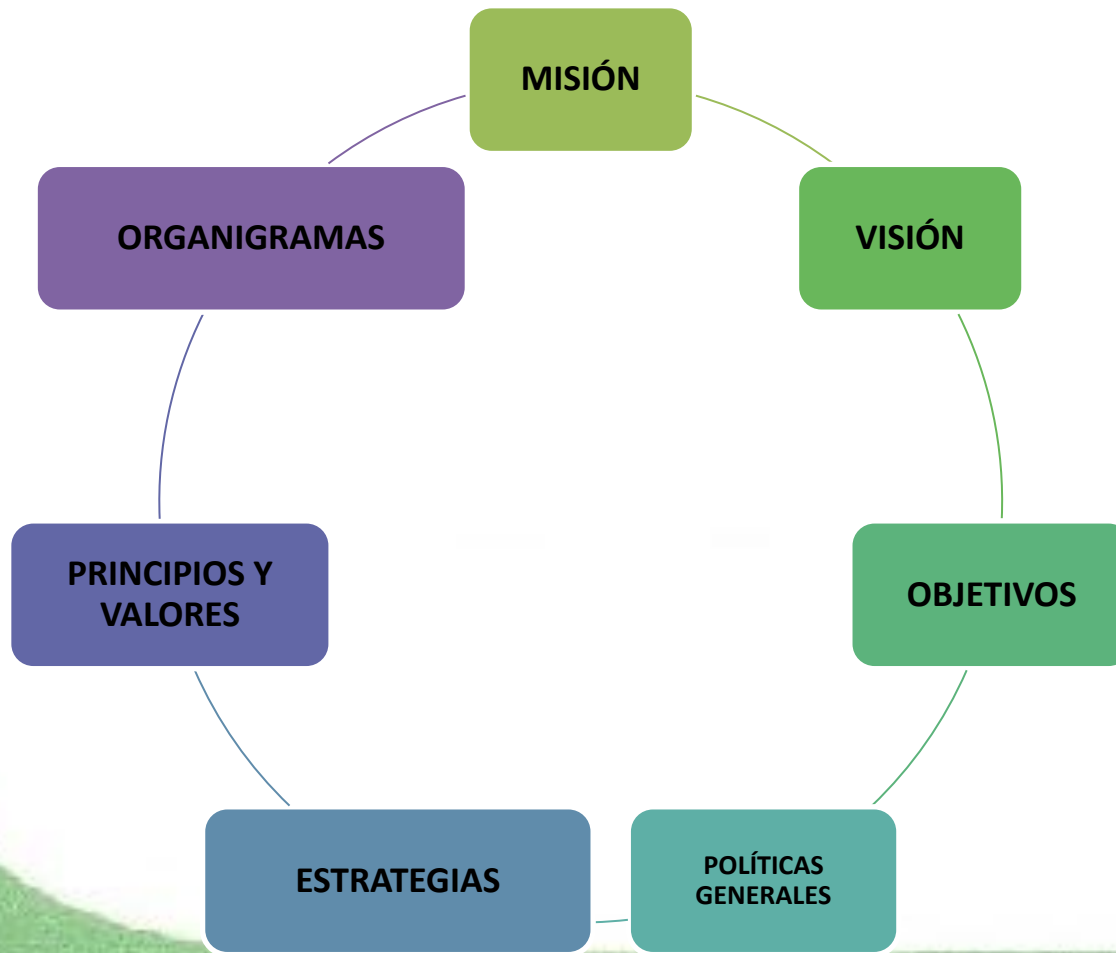 MISIÓN
VISIÓN
OBJETIVOS
POLÍTICAS
GENERALES
ESTRATEGIAS
PRINCIPIOS Y
VALORES
ORGANIGRAMAS